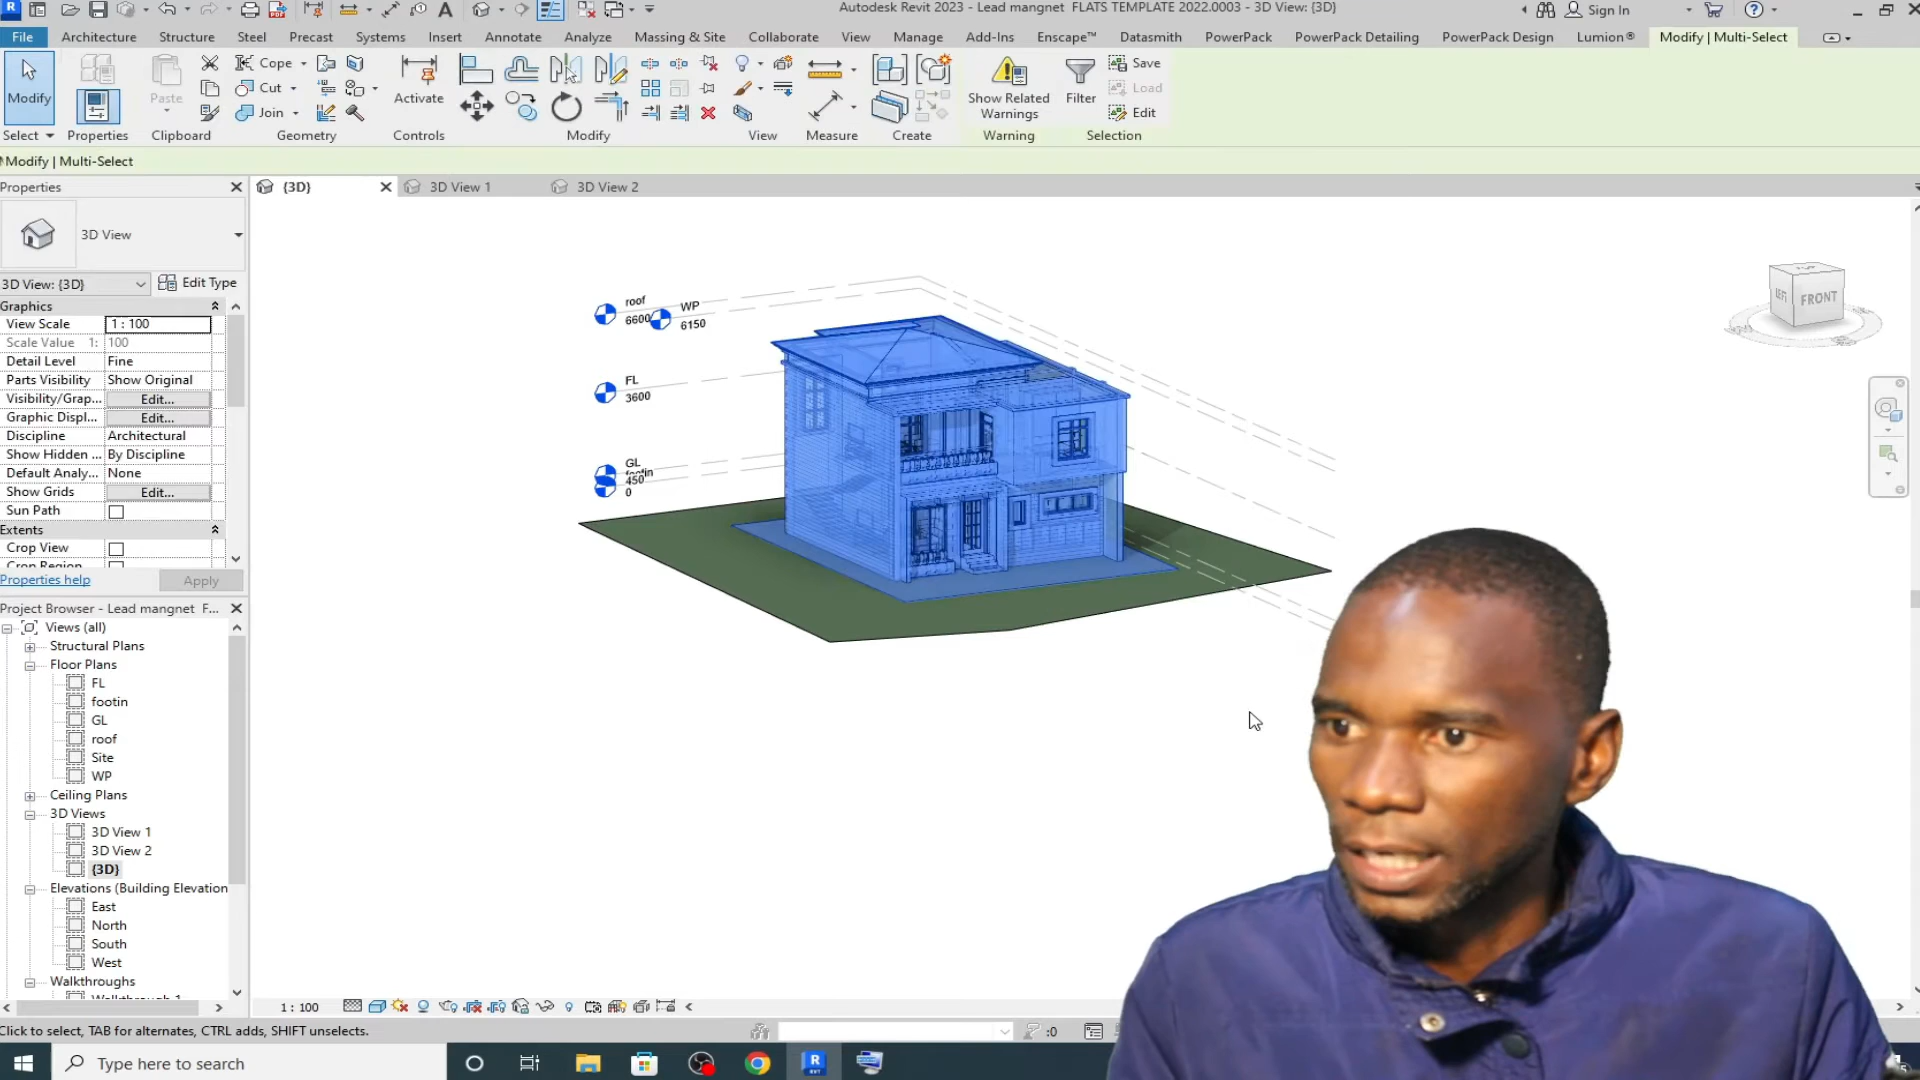 Autodesk Revit 2023 - Lead mangnet FLATS TEMPLATE 2022.0003 - 3D View: {3D}
Sign In
File Architecture Structure Steel Precast Systems Insert Annotate Analyze Massing & Site Collaborate View Manage Add-Ins Enscape™ Datasmith PowerPack PowerPack Detailing PowerPack Design Lumion® Modify | Multi-Select
Modify
Paste
Cope
Cut
Join
Activate
Show Related
Warnings
Filter
Save
Load
Edit
Select Properties Clipboard Geometry Controls Modify View Measure Create Warning Selection
Modify | Multi-Select
Properties
{3D} 3D View 1 3D View 2
3D View
3D View: {3D} Edit Type
Graphics
View Scale 1 : 100
Scale Value 1: 100
Detail Level Fine
Parts Visibility Show Original
Visibility/Grap... Edit...
Graphic Displ... Edit...
Discipline Architectural
Show Hidden ... By Discipline
Default Analy... None
Show Grids Edit...
Sun Path
Extents
Crop View
Crop Region
Properties help Apply
Project Browser - Lead mangnet F...
Views (all)
Structural Plans
Floor Plans
FL
footin
GL
roof
Site
WP
Ceiling Plans
3D Views
3D View 1
3D View 2
{3D}
Elevations (Building Elevation
East
North
South
West
Walkthroughs
Walkthrough 1
roof
6600
WP
6150
FL
3600
GL
footin
450
0
LEFT FRONT
1 : 100
Click to select, TAB for alternates, CTRL adds, SHIFT unselects.
:0
Type here to search